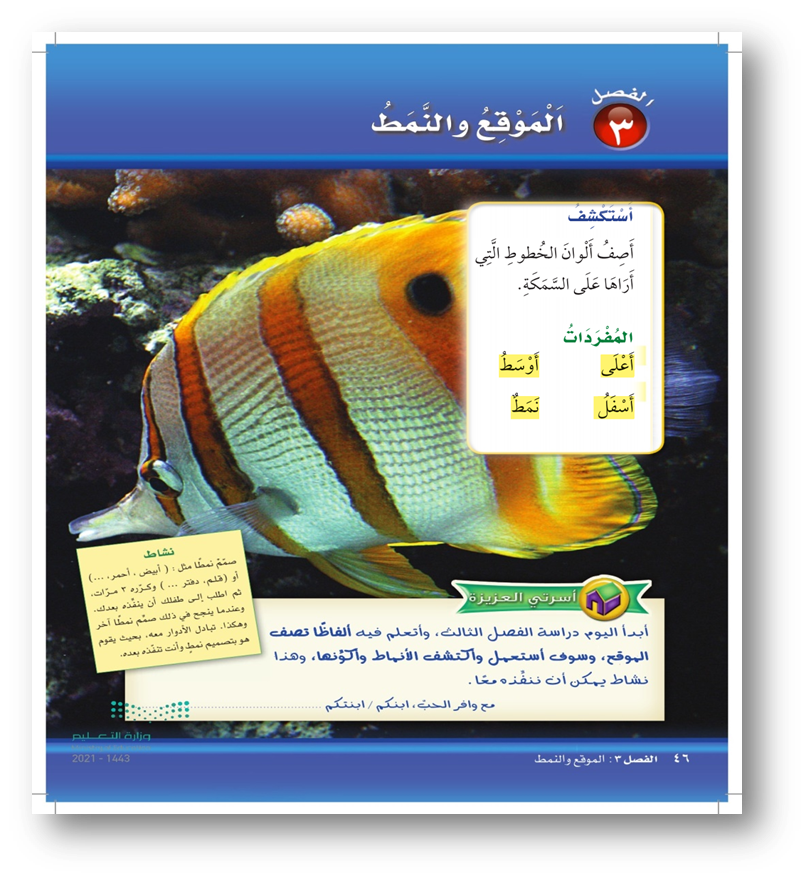 الفصل
٣
اَلْمَوْقِعُ والنَّمَطُ
أَسْتَكْشِفُ
أَصِفُ أَلْوانَ الخُطوطِ الَّتِي
أَرَاهَا عَلَى السَّمَكَةِ.
المُفْرَدَاتُ
أَعْلَى أَوْسَطُ
أَسْفَلُ نَمَطٌ
نشاط
صمّمْ نمطًا مثل : ( أبيض ، أحمر، ...)
أو (قلم، دفتر ... ) وكرّره ٣ مرّات.
ثم اطلب إلى طفلك أن ينفّذه بعدك.
وعندما ينجح في ذلك صمّم نمطًا آخر
وهكذا. تبادل الأدوار معه، بحيث يقوم
هو بتصميم نمط وأنت تنفّذه بعده.
أسرتي العزيزة
أبدأ اليوم دراسة الفصل الثالث، وأتعلم فيه ألفاظًا تصف
الموقع، وسوف أستعمل وأكتشف الأنماط وأكوّنها، وهذا
نشاط يمكن أن ننفّذه معًا.
مع وافر الحبّ، ابنكم / ابنتكم
وزارة التعليم
2021 - 1443
٤٦ الفصل ٣ : الموقع والنمط